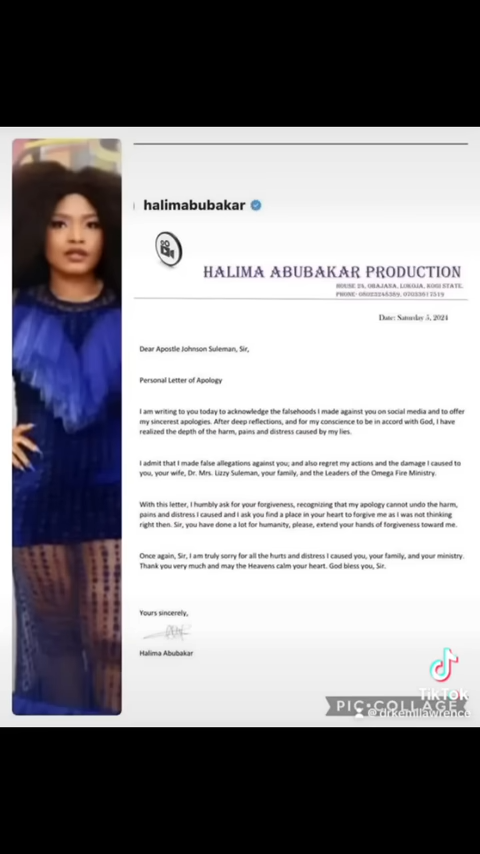 halimabubakar
HALIMA ABUBAKAR PRODUCTION
HOUSE 24, OBAJANA, LOKOJA, KOGI STATE.
Date: Saturday 5, 2024
Dear Apostle Johnson Suleman, Sir,
Personal Letter of Apology
I am writing to you today to acknowledge the falsehoods I made against you on social media and to offer
my sincerest apologies. After deep reflections, and for my conscience to be in accord with God, I have
realized the depth of the harm, pains and distress caused by my lies.
I admit that I made false allegations against you; and also regret my actions and the damage I caused to
you, your wife, Dr. Mrs. Lizzy Suleman, your family, and the Leaders of the Omega Fire Ministry.
With this letter, I humbly ask for your forgiveness, recognizing that my apology cannot undo the harm,
pains and distress I caused and I ask you find a place in your heart to forgive me as I was not thinking
right then. Sir, you have done a lot for humanity, please, extend your hands of forgiveness toward me.
Once again, Sir, I am truly sorry for all the hurts and distress I caused you, your family, and your ministry.
Thank you very much and may the Heavens calm your heart. God bless you, Sir.
Yours sincerely,
Halima Abubakar
TikTok
PIC•COLLAGE
@drkemilawrenco